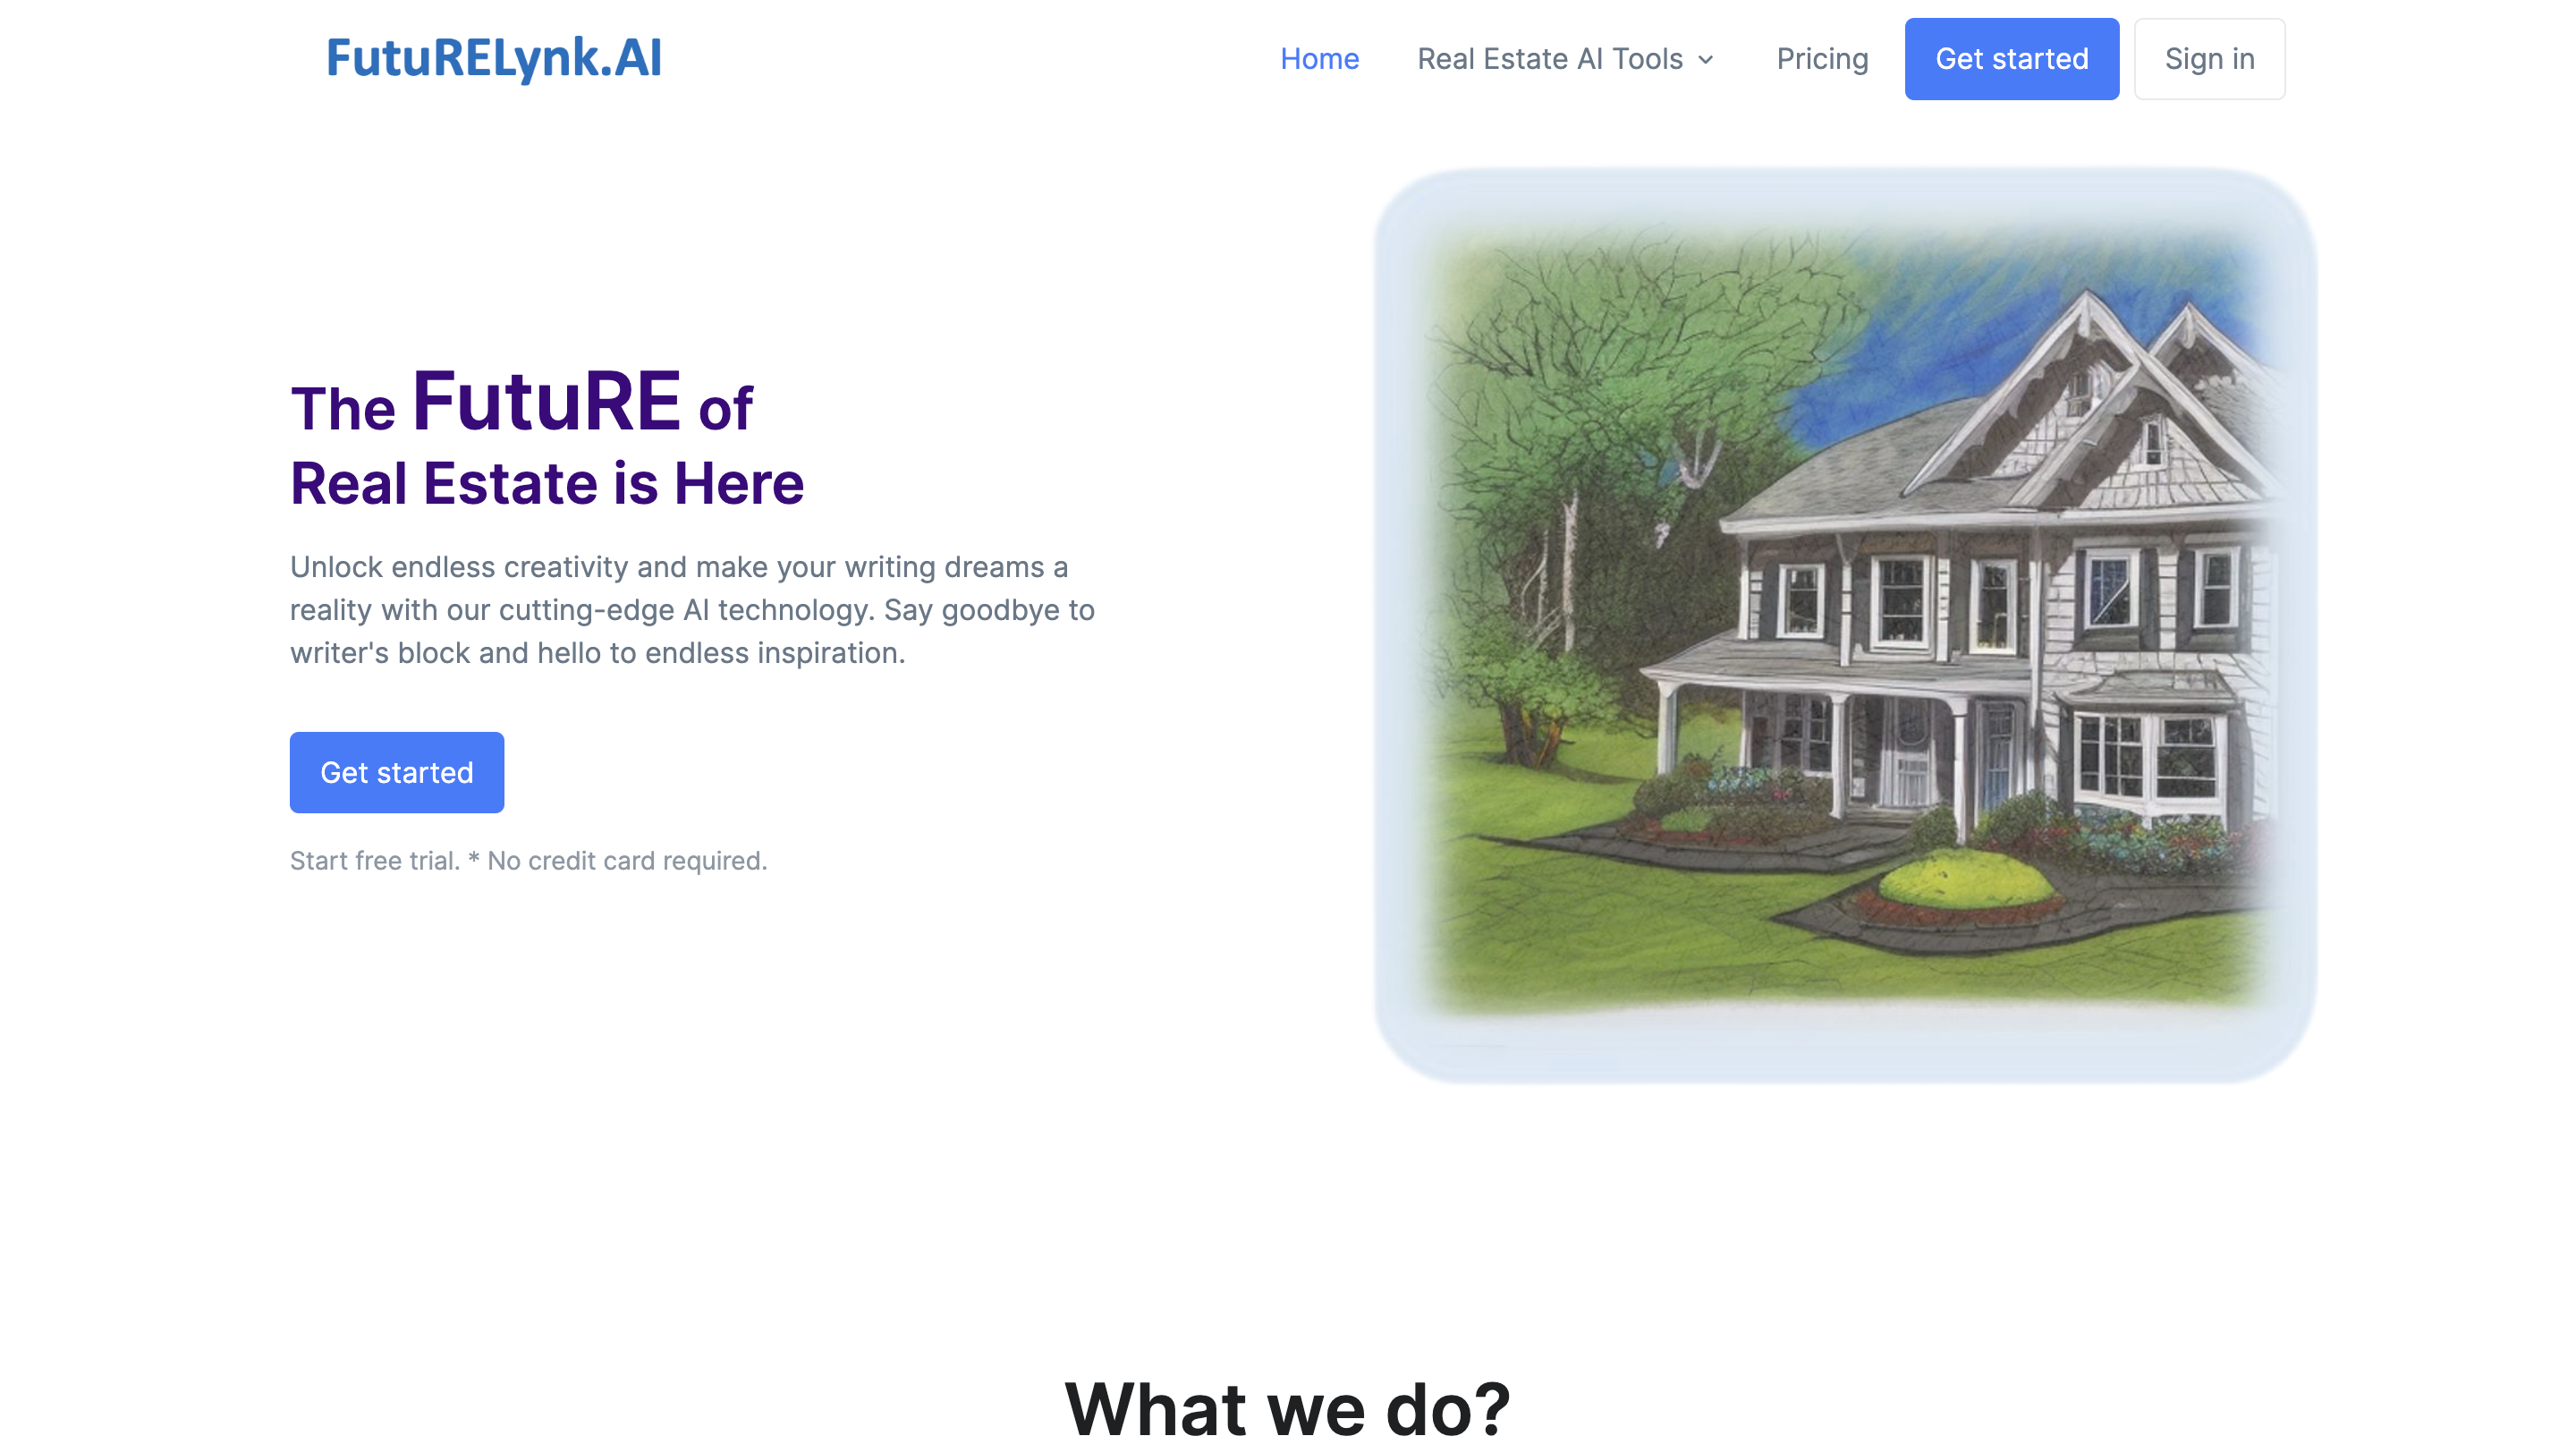 FutuRELynk.AI
Home
Real Estate AI Tools
Pricing
Get started
Sign in
The FutuRE of
Real Estate is Here
Unlock endless creativity and make your writing dreams a
reality with our cutting-edge AI technology. Say goodbye to
writer's block and hello to endless inspiration.
Get started
Start free trial. * No credit card required.
What we do?